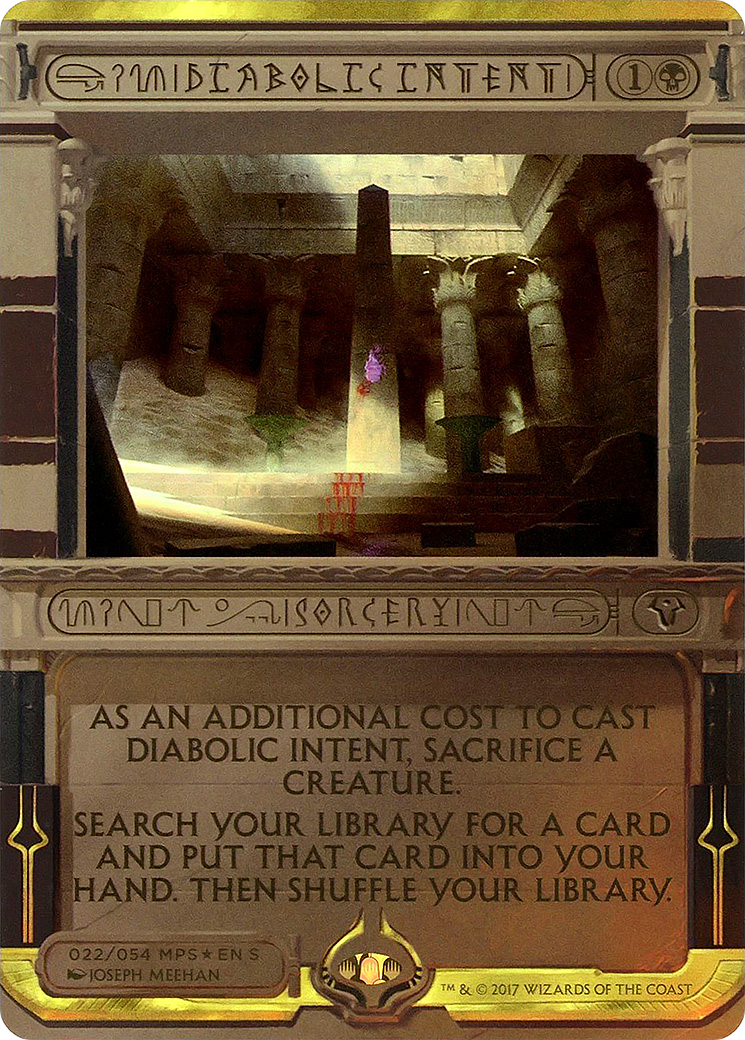 DIABOLIC INTENT 1
SORCERY
AS AN ADDITIONAL COST TO CAST
DIABOLIC INTENT, SACRIFICE A
CREATURE.
SEARCH YOUR LIBRARY FOR A CARD
AND PUT THAT CARD INTO YOUR
HAND. THEN SHUFFLE YOUR LIBRARY.
022/054 MPS★EN S
JOSEPH MEEHAN
™ & © 2017 WIZARDS OF THE COAST